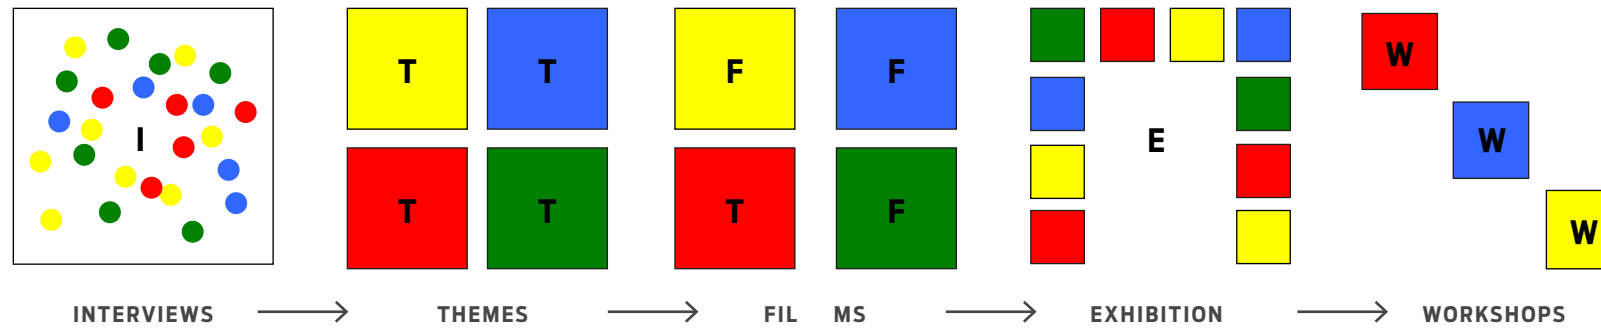 I
T T
T T
F F
T F
E
W
W
W
INTERVIEWS → THEMES → FIL MS → EXHIBITION → WORKSHOPS